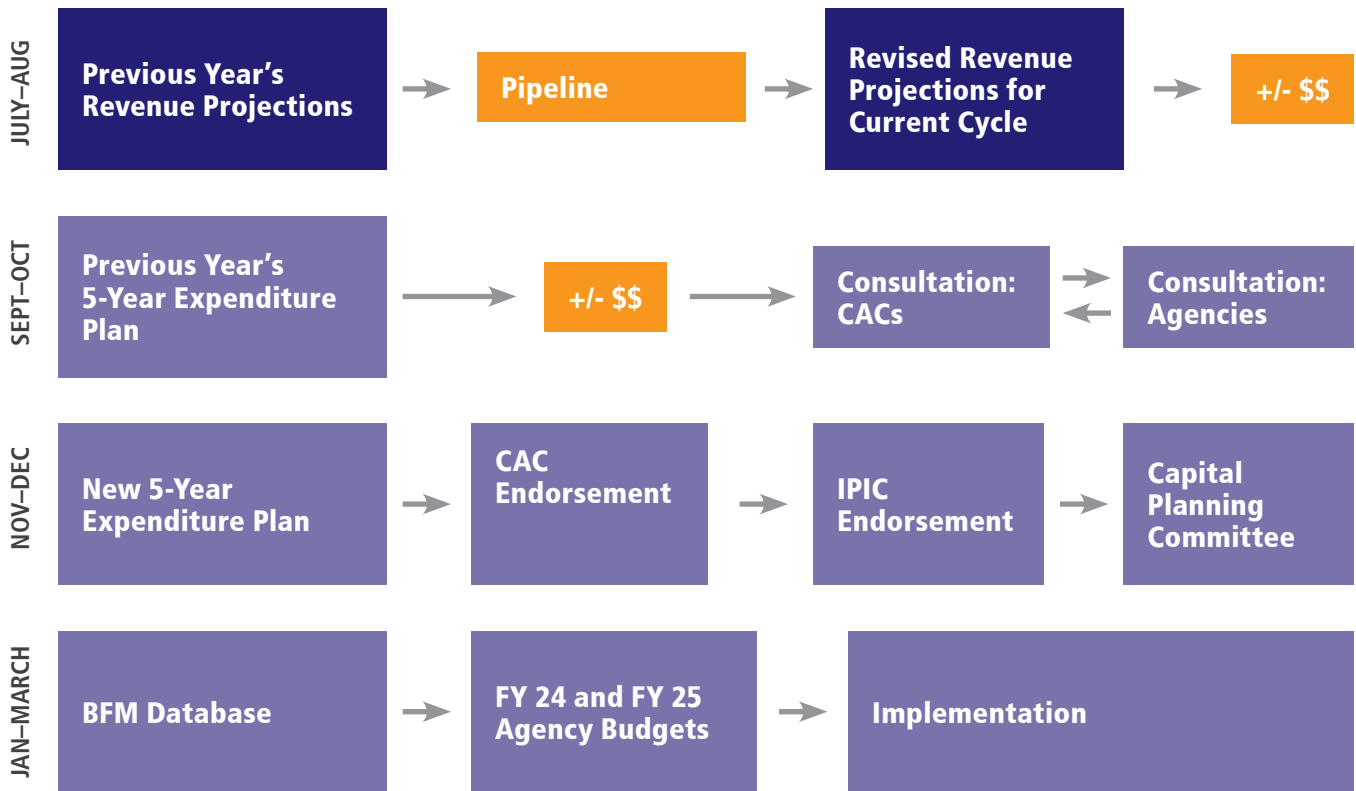 JULY–AUG
Previous Year’s
Revenue Projections
Pipeline
Revised Revenue
Projections for
Current Cycle
+/- $$
SEPT–OCT
Previous Year’s
5-Year Expenditure
Plan
+/- $$
Consultation:
CACs
Consultation:
Agencies
NOV–DEC
New 5-Year
Expenditure Plan
CAC
Endorsement
IPIC
Endorsement
Capital
Planning
Committee
JAN–MARCH
BFM Database
FY 24 and FY 25
Agency Budgets
Implementation